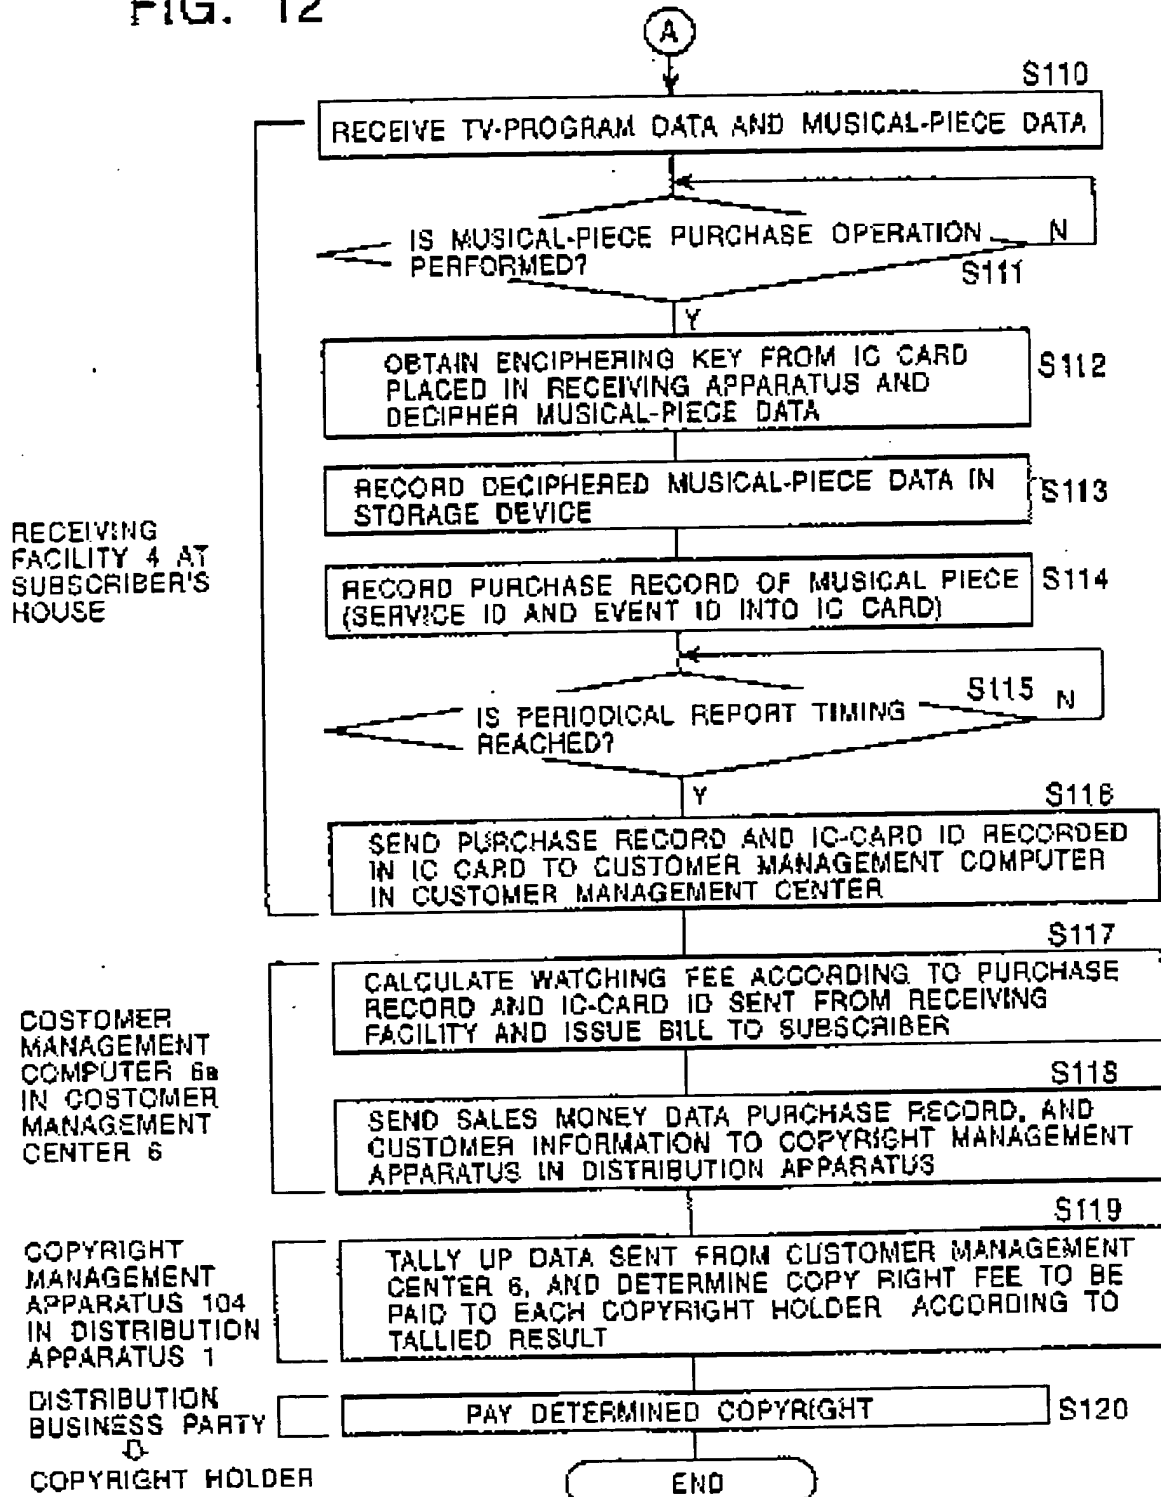 FIG. 12
A
S110
RECEIVE TV-PROGRAM DATA AND MUSICAL-PIECE DATA
IS MUSICAL-PIECE PURCHASE OPERATION
PERFORMED?
N
S111
Y
OBTAIN ENCIPHERING KEY FROM IC CARD
PLACED IN RECEIVING APPARATUS AND
DECIPHER MUSICAL-PIECE DATA
S112
RECORD DECIPHERED MUSICAL-PIECE DATA IN
STORAGE DEVICE
S113
RECEIVING
FACILITY 4 AT
SUBSCRIBER'S
HOUSE
RECORD PURCHASE RECORD OF MUSICAL PIECE
(SERVICE ID AND EVENT ID INTO IC CARD)
S114
IS PERIODICAL REPORT TIMING
REACHED?
S115
N
Y
S116
SEND PURCHASE RECORD AND IC-CARD ID RECORDED
IN IC CARD TO CUSTOMER MANAGEMENT COMPUTER
IN CUSTOMER MANAGEMENT CENTER
S117
CALCULATE WATCHING FEE ACCORDING TO PURCHASE
RECORD AND IC-CARD ID SENT FROM RECEIVING
FACILITY AND ISSUE BILL TO SUBSCRIBER
COSTOMER
MANAGEMENT
COMPUTER 6a
IN COSTOMER
MANAGEMENT
CENTER 6
S118
SEND SALES MONEY DATA PURCHASE RECORD, AND
CUSTOMER INFORMATION TO COPYRIGHT MANAGEMENT
APPARATUS IN DISTRIBUTION APPARATUS
S119
COPYRIGHT
MANAGEMENT
APPARATUS 104
IN DISTRIBUTION
APPARATUS 1
TALLY UP DATA SENT FROM CUSTOMER MANAGEMENT
CENTER 6, AND DETERMINE COPY RIGHT FEE TO BE
PAID TO EACH COPYRIGHT HOLDER ACCORDING TO
TALLIED RESULT
DISTRIBUTION
BUSINESS PARTY
COPYRIGHT HOLDER
PAY DETERMINED COPYRIGHT
S120
END